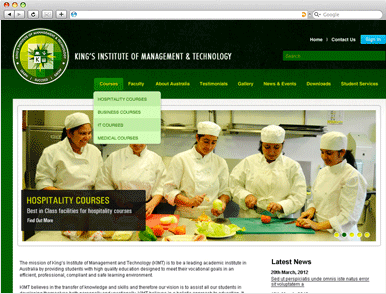 Google
Home | Contact Us
Sign In
KING'S INSTITUTE OF MANAGEMENT & TECHNOLOGY
Search
Courses Faculty About Australia Testimonials Gallery News & Events Downloads Student Services
HOSPITALITY COURSES
BUSINESS COURSES
IT COURSES
MEDICAL COURSES
HOSPITALITY COURSES
Best in Class facilities for hospitality courses
Find Out More
The mission of King's Institute of Management and Technology (KIMT) is to be a leading academic institute in
Australia by providing students with high quality education designed to meet their vocational goals in an
efficient, professional, compliant and safe learning environment.
KIMT believes in the transfer of knowledge and skills and therefore our vision is to assist all our students in
Latest News
20th March, 2012
Sed ut perspiciatis unde omnis iste natus error
sit voluptatem a